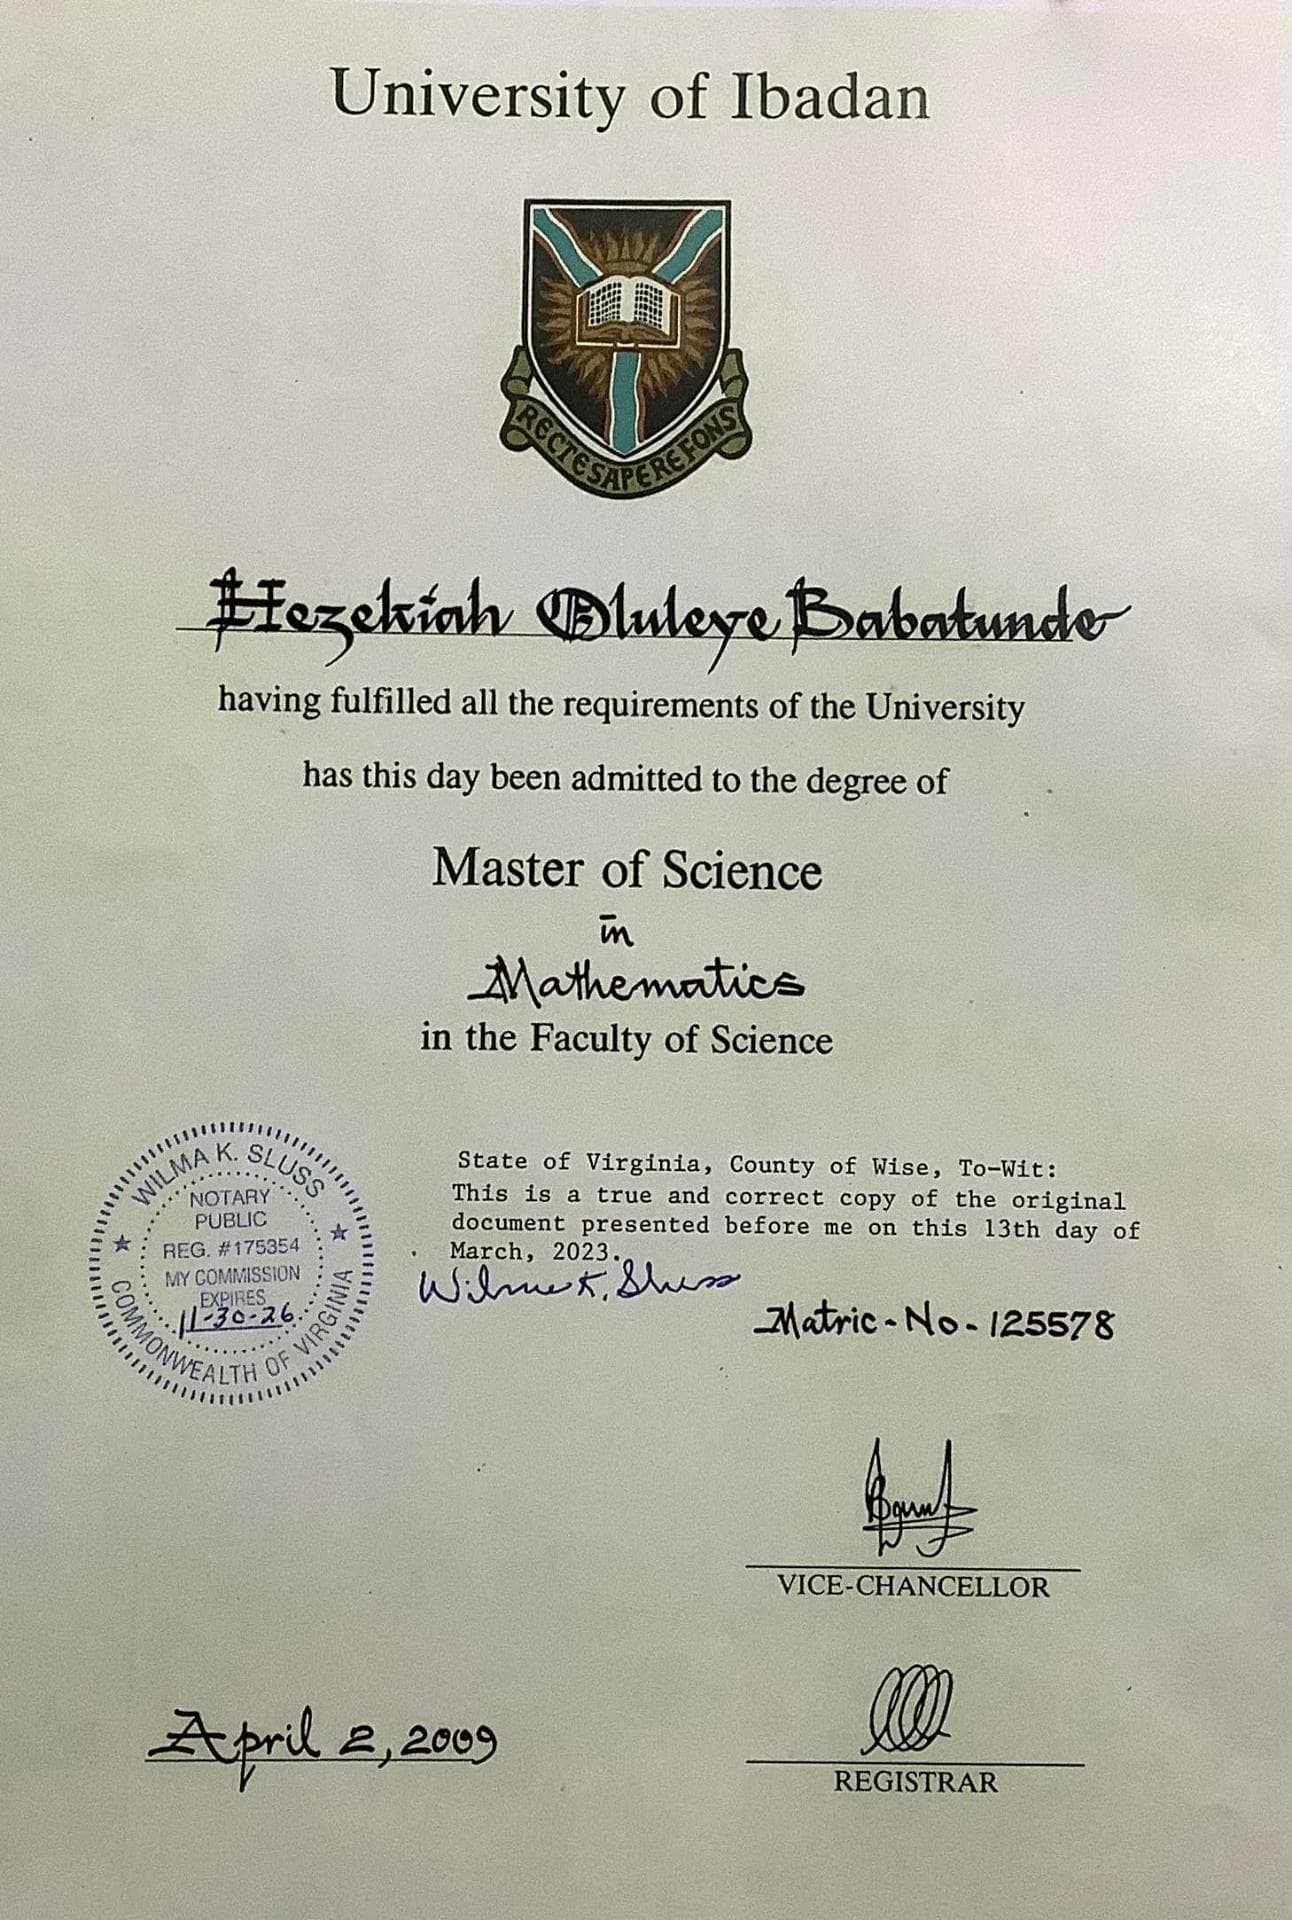 University of Ibadan
RECTE SAPERE FONS
Hezekiah Oluleye Babatunde
having fulfilled all the requirements of the University
has this day been admitted to the degree of
Master of Science
in
Mathematics
in the Faculty of Science
WILMA K. SLUSS
NOTARY
PUBLIC
REG. #175354
MY COMMISSION
EXPIRES
11-30-26
COMMONWEALTH OF VIRGINIA
State of Virginia, County of Wise, To-Wit:
This is a true and correct copy of the original
document presented before me on this 13th day of
March, 2023.
Wilma K. Sluss
Matric-No-125578
VICE-CHANCELLOR
April 2, 2009
REGISTRAR